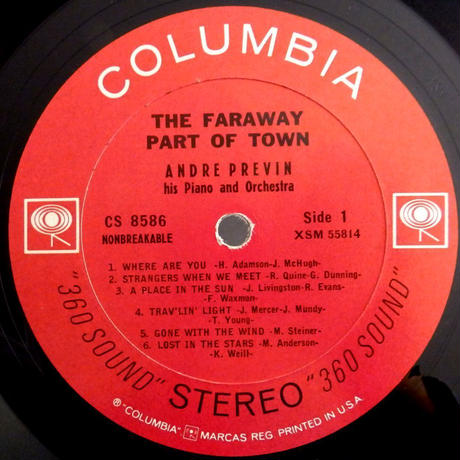 COLUMBIA
THE FARAWAY
PART OF TOWN
ANDRE PREVIN
his Piano and Orchestra
CS 8586
NONBREAKABLE
Side 1
XSM 55814
1. WHERE ARE YOU -H. Adamson-J. McHugh-
2. STRANGERS WHEN WE MEET -R. Quine-G. Dunning-
3. A PLACE IN THE SUN -J. Livingston-R. Evans-
F. Waxman-
4. TRAV'LIN' LIGHT -J. Mercer-J. Mundy-
T. Young-
5. GONE WITH THE WIND -M. Steiner-
6. LOST IN THE STARS -M. Anderson-
K. Weill-
"360 SOUND" STEREO "360 SOUND"
℗ "COLUMBIA" MARCAS REG. PRINTED IN U.S.A.